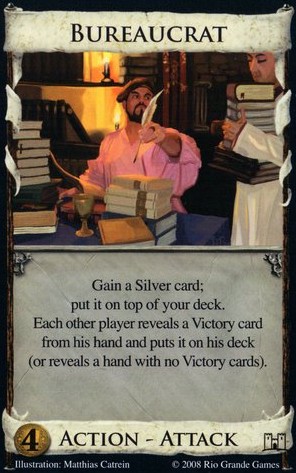 BUREAUCRAT
Gain a Silver card;
put it on top of your deck.
Each other player reveals a Victory card
from his hand and puts it on his deck
(or reveals a hand with no Victory cards).
4 ACTION - ATTACK
Illustration: Matthias Catrein © 2008 Rio Grande Games